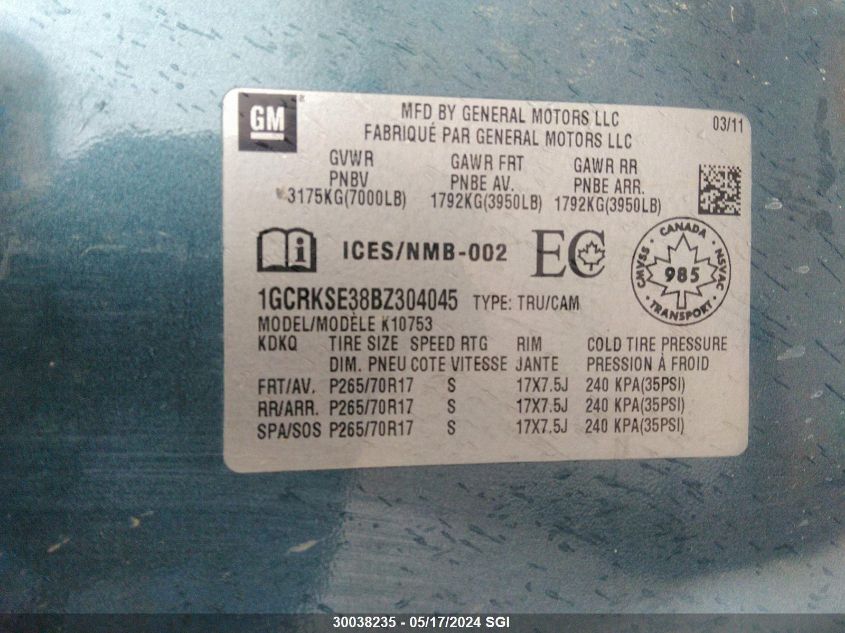 GM
MFD BY GENERAL MOTORS LLC
FABRIQUÉ PAR GENERAL MOTORS LLC
03/11
GVWR GAWR FRT GAWR RR
PNBV PNBE AV. PNBE ARR.
3175KG(7000LB) 1792KG(3950LB) 1792KG(3950LB)
i ICES/NMB-002 EC
CANADA
CMVSS 985 NSVAC
TRANSPORT
1GCRKSE38BZ304045 TYPE: TRU/CAM
MODEL/MODÈLE K10753
KDKQ TIRE SIZE SPEED RTG RIM COLD TIRE PRESSURE
DIM. PNEU COTE VITESSE JANTE PRESSION À FROID
FRT/AV. P265/70R17 S 17X7.5J 240 KPA(35PSI)
RR/ARR. P265/70R17 S 17X7.5J 240 KPA(35PSI)
SPA/SOS P265/70R17 S 17X7.5J 240 KPA(35PSI)
30038235 - 05/17/2024 SGI